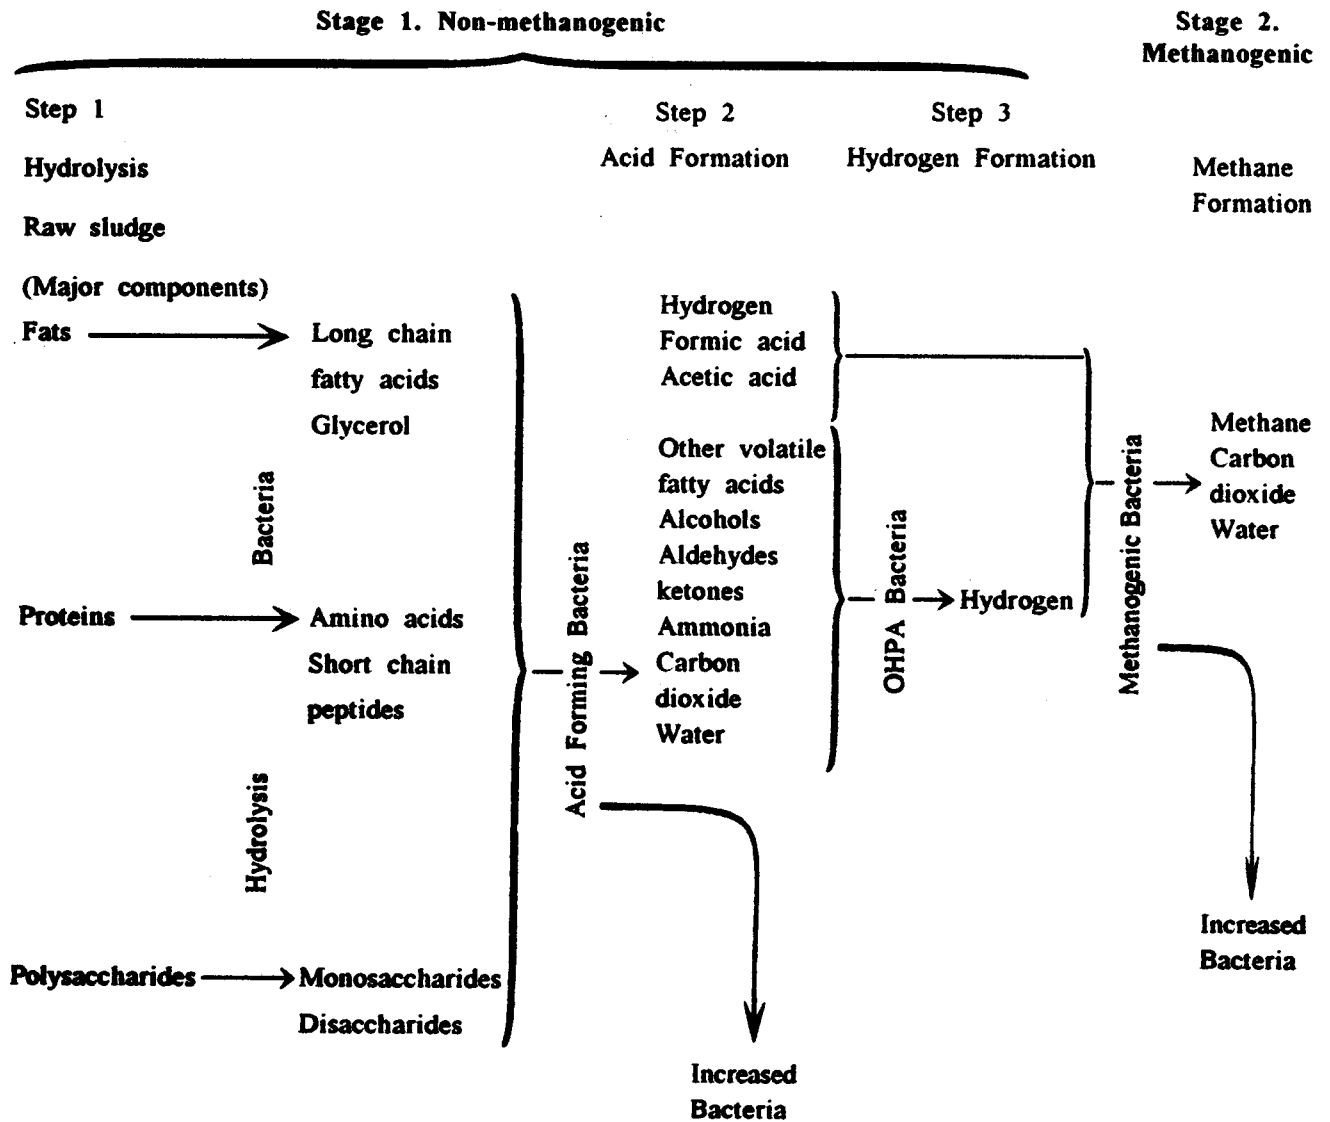 Stage 1. Non-methanogenic
Stage 2.
Methanogenic
Step 1
Hydrolysis
Raw sludge
(Major components)
Step 2
Acid Formation
Step 3
Hydrogen Formation
Methane
Formation
Fats
Long chain
fatty acids
Glycerol
Bacteria
Proteins
Amino acids
Short chain
peptides
Hydrolysis
Polysaccharides
Monosaccharides
Disaccharides
Acid Forming Bacteria
Hydrogen
Formic acid
Acetic acid
Other volatile
fatty acids
Alcohols
Aldehydes
ketones
Ammonia
Carbon
dioxide
Water
Increased
Bacteria
OHPA Bacteria
Hydrogen
Methanogenic Bacteria
Methane
Carbon
dioxide
Water
Increased
Bacteria